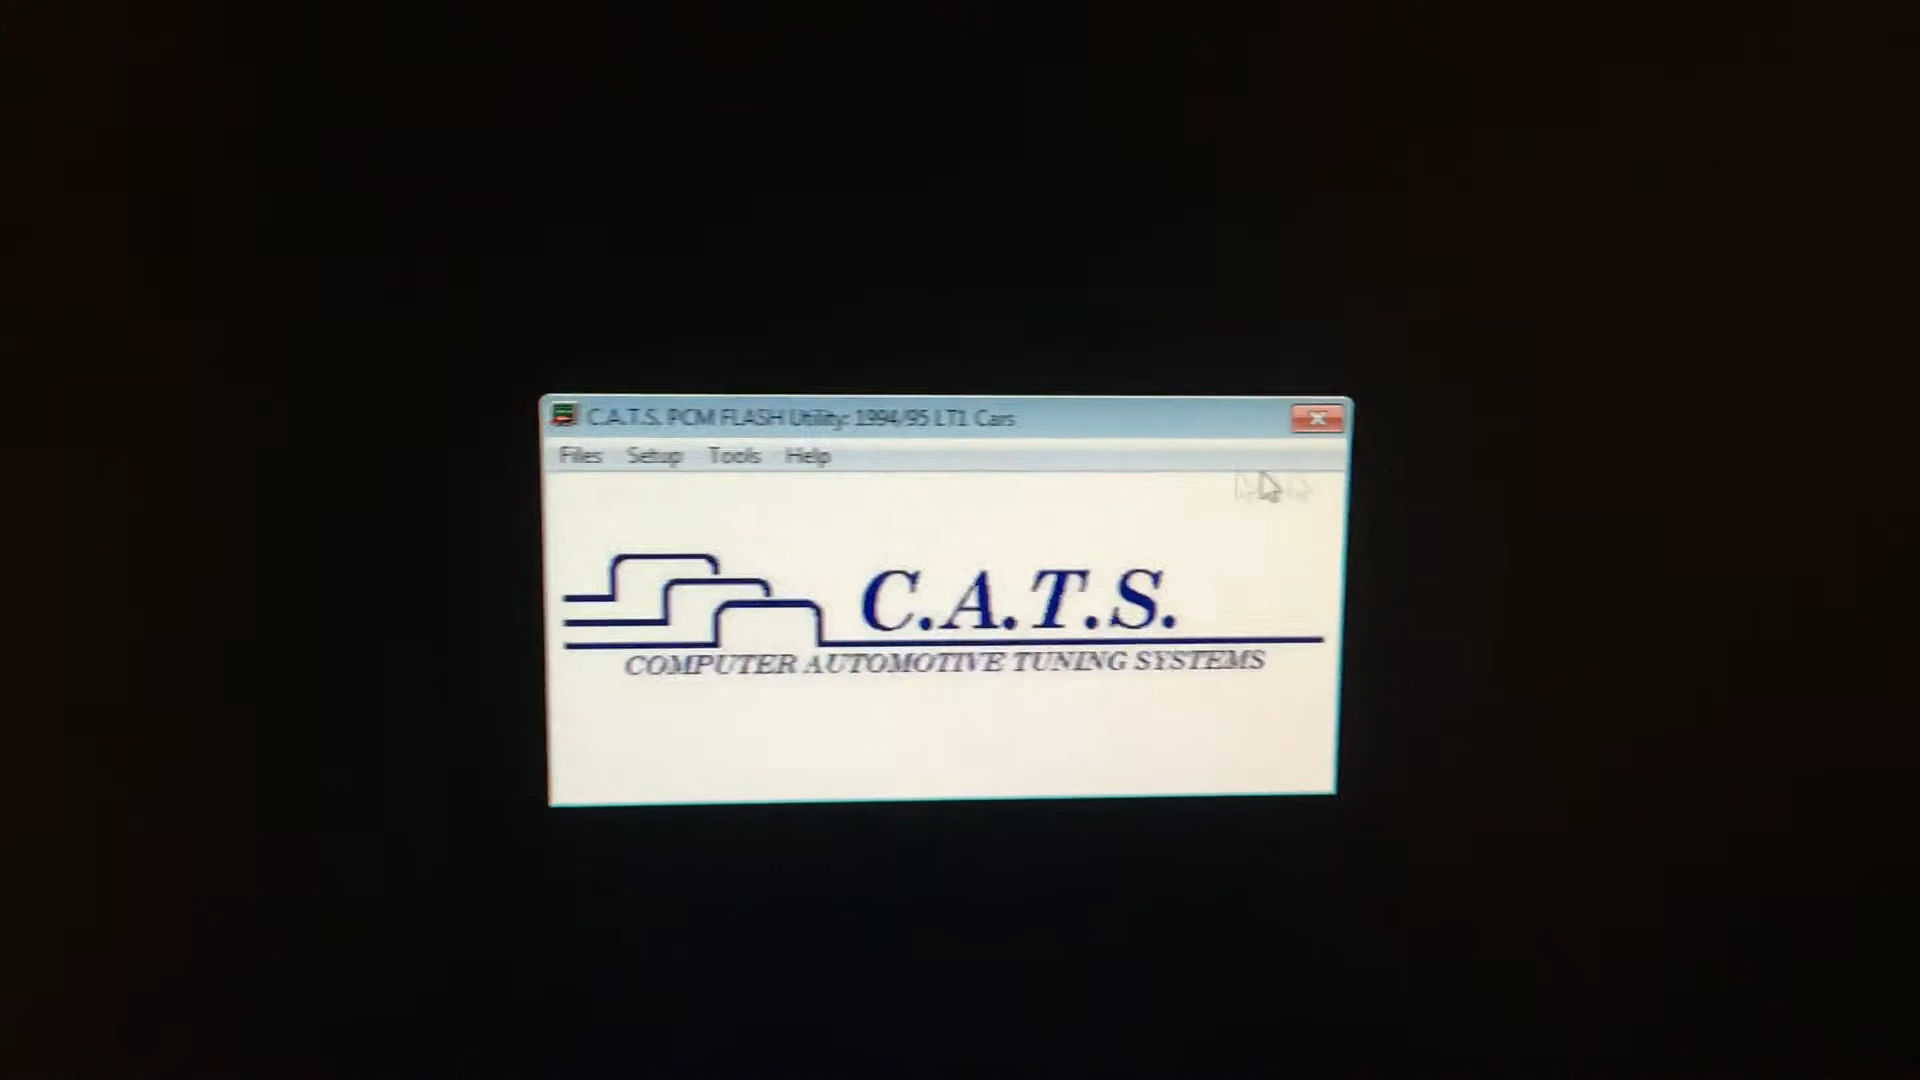 C.A.T.S. PCM FLASH Utility: 1994/95 LT1 Cars
Files Setup Tools Help
C.A.T.S.
COMPUTER AUTOMOTIVE TUNING SYSTEMS